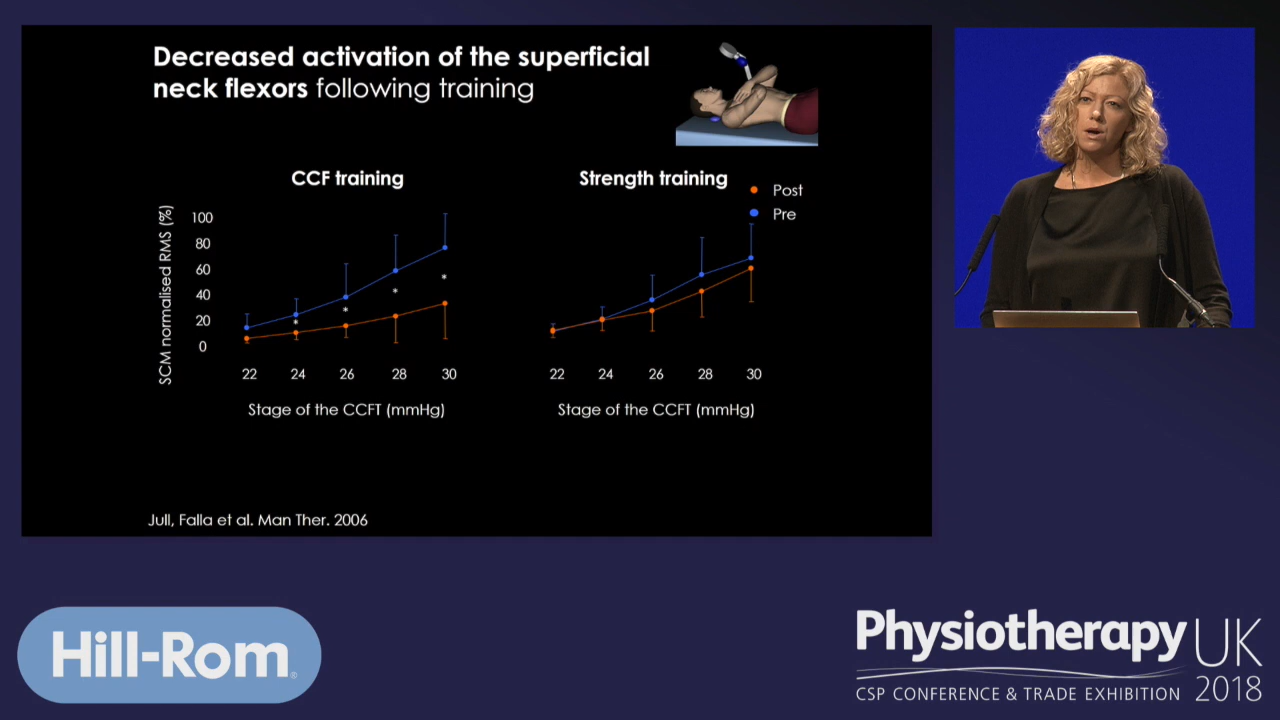 Decreased activation of the superficial
neck flexors following training
CCF training
Strength training
Post
Pre
SCM normalised RMS (%)
100
80
60
40
20
0
22 24 26 28 30
22 24 26 28 30
Stage of the CCFT (mmHg)
Stage of the CCFT (mmHg)
* * * *
Jull, Falla et al. Man Ther. 2006
Hill-Rom®
Physiotherapy UK
CSP CONFERENCE & TRADE EXHIBITION 2018